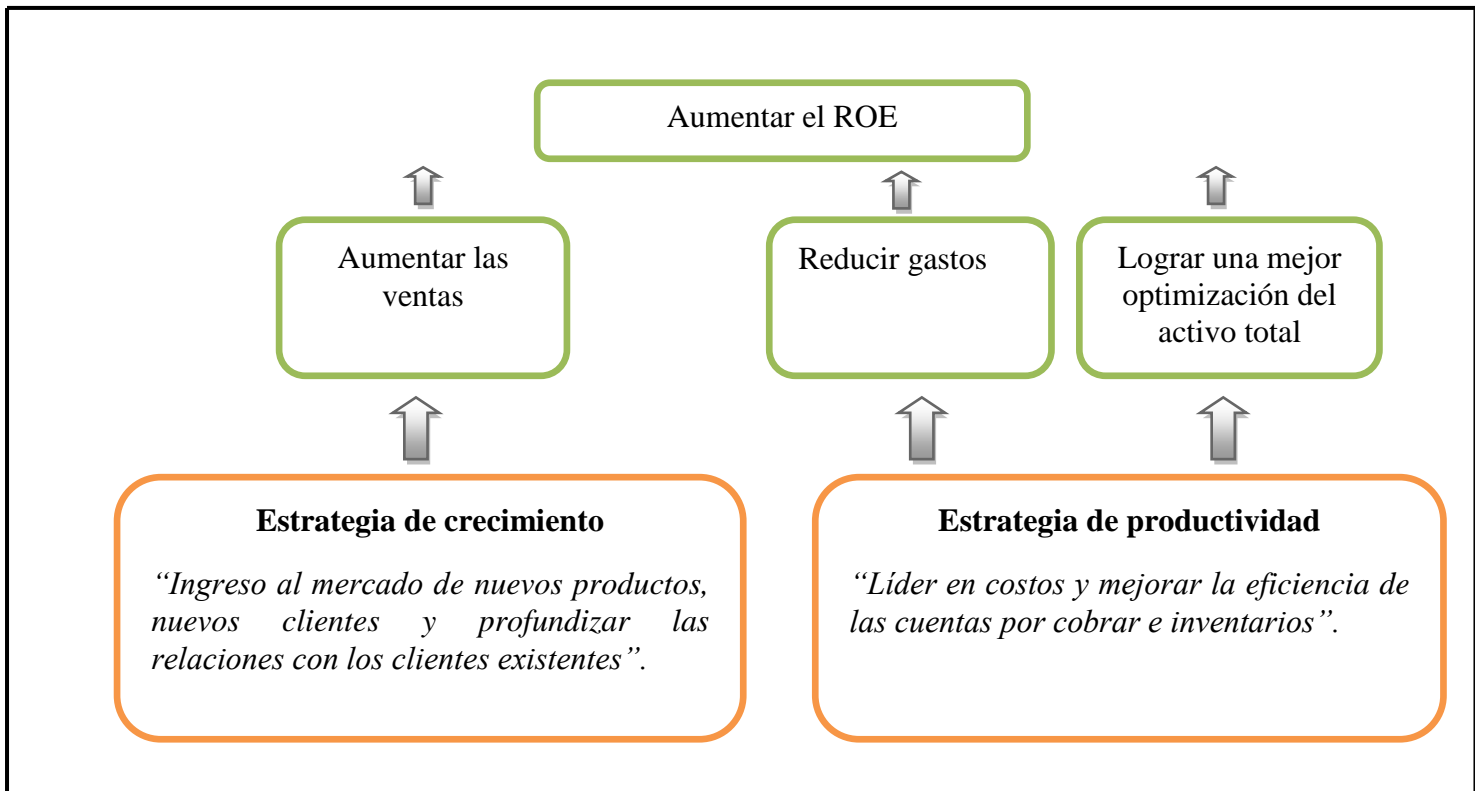 Aumentar el ROE
Aumentar las
ventas
Reducir gastos
Lograr una mejor
optimización del
activo total
Estrategia de crecimiento
“Ingreso al mercado de nuevos productos,
nuevos clientes y profundizar las
relaciones con los clientes existentes”.
Estrategia de productividad
“Líder en costos y mejorar la eficiencia de
las cuentas por cobrar e inventarios”.